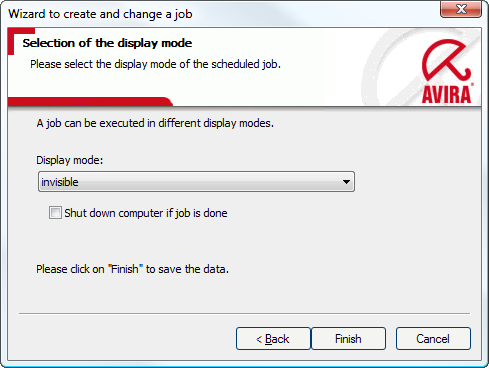 Wizard to create and change a job
Selection of the display mode
Please select the display mode of the scheduled job.
AVIRA
A job can be executed in different display modes.
Display mode:
invisible
Shut down computer if job is done
Please click on "Finish" to save the data.
< Back
Finish
Cancel